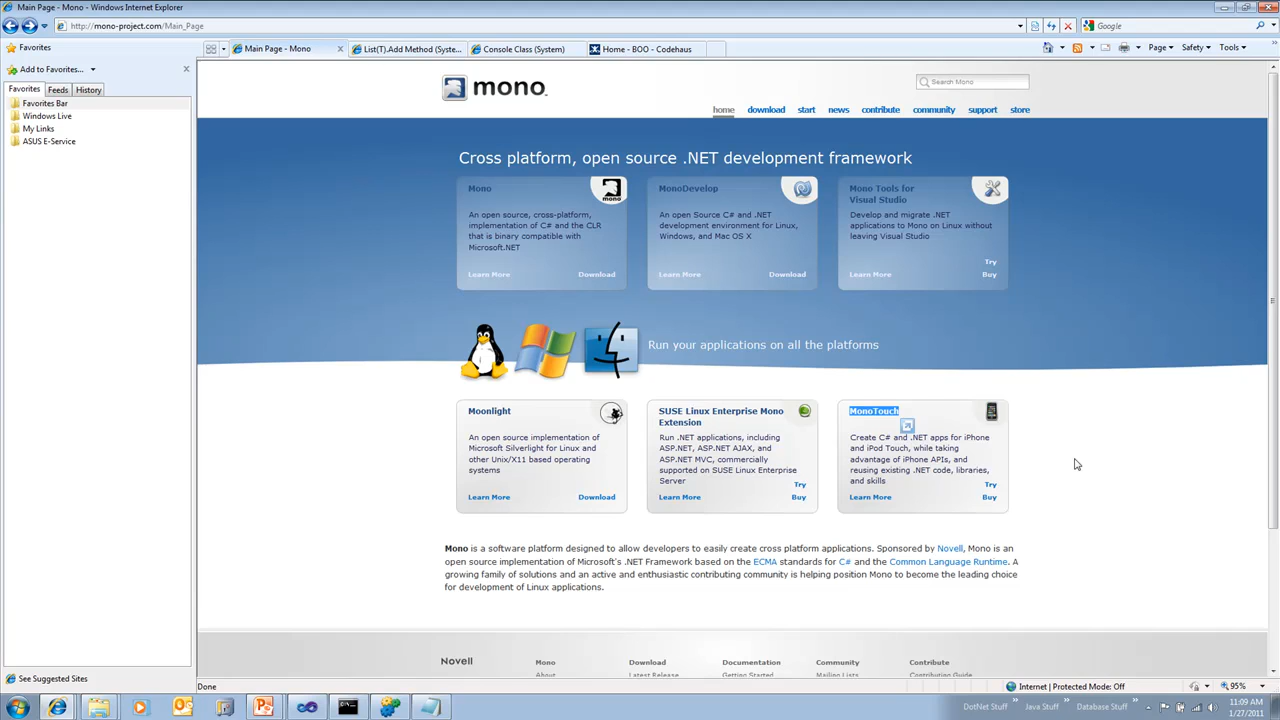 Main Page - Mono - Windows Internet Explorer
http://mono-project.com/Main_Page
Google
Favorites
Main Page - Mono
List(T).Add Method (Syste...
Console Class (System)
Home - BOO - Codehaus
Page
Safety
Tools
Add to Favorites...
Favorites
Feeds
History
Favorites Bar
Windows Live
My Links
ASUS E-Service
mono
Search Mono
home
download
start
news
contribute
community
support
store
Cross platform, open source .NET development framework
Mono
mono
An open source, cross-platform,
implementation of C# and the CLR
that is binary compatible with
Microsoft.NET
Learn More
Download
MonoDevelop
An open Source C# and .NET
development environment for Linux,
Windows, and Mac OS X
Learn More
Download
Mono Tools for
Visual Studio
Develop and migrate .NET
applications to Mono on Linux without
leaving Visual Studio
Try
Learn More
Buy
Run your applications on all the platforms
Moonlight
An open source implementation of
Microsoft Silverlight for Linux and
other Unix/X11 based operating
systems
Learn More
Download
SUSE Linux Enterprise Mono
Extension
Run .NET applications, including
ASP.NET, ASP.NET AJAX, and
ASP.NET MVC, commercially
supported on SUSE Linux Enterprise
Server
Try
Learn More
Buy
MonoTouch
Create C# and .NET apps for iPhone
and iPod Touch, while taking
advantage of iPhone APIs, and
reusing existing .NET code, libraries,
and skills
Try
Learn More
Buy
Mono is a software platform designed to allow developers to easily create cross platform applications. Sponsored by Novell, Mono is an
open source implementation of Microsoft's .NET Framework based on the ECMA standards for C# and the Common Language Runtime. A
growing family of solutions and an active and enthusiastic contributing community is helping position Mono to become the leading choice
for development of Linux applications.
Novell
Mono
Download
Documentation
Community
Contribute
About
Latest Release
Getting Started
Mailing Lists
Contributing Guide
See Suggested Sites
Done
Internet | Protected Mode: Off
95%
DotNet Stuff
Java Stuff
Database Stuff
11:09 AM
1/27/2011